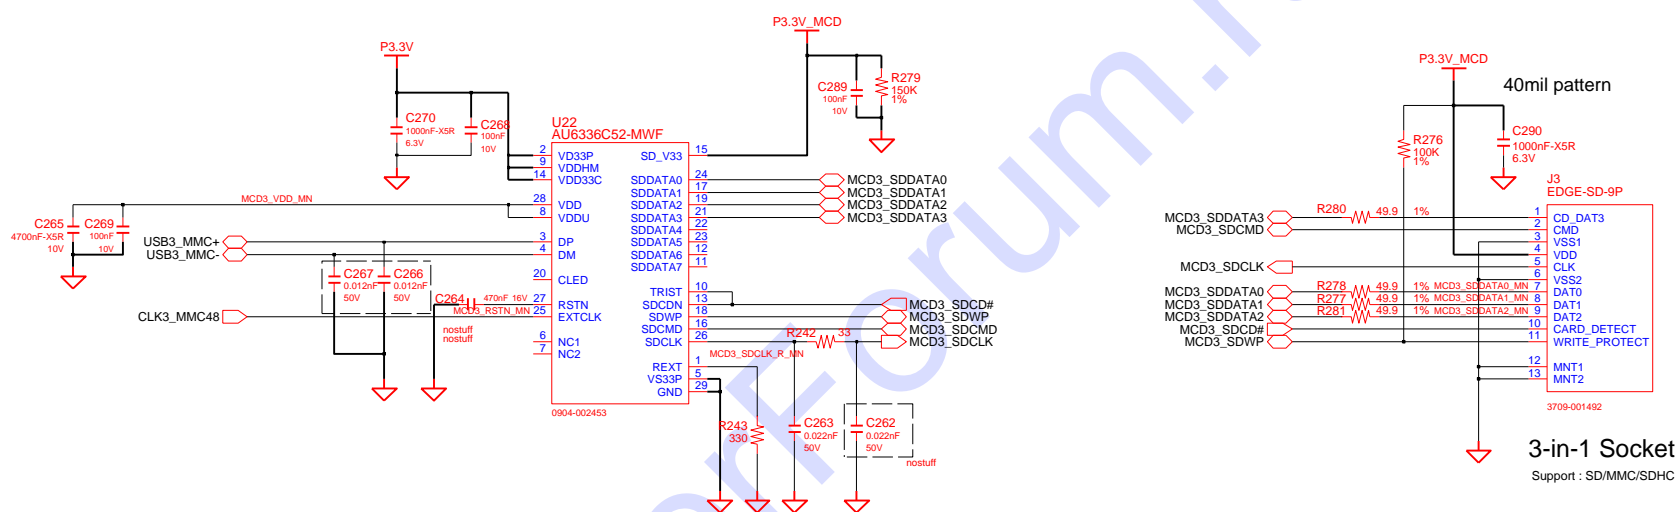 P3.3V_MCD
P3.3V
P3.3V_MCD
40mil pattern
C289
100nF
10V
R279
150K
1%
C270
1000nF-X5R
6.3V
C268
100nF
10V
R276
100K
1%
C290
1000nF-X5R
6.3V
U22
AU6336C52-MWF
2 VD33P
9 VDDHM
14 VDD33C
28 VDD
8 VDDU
3 DP
4 DM
20 CLED
27 RSTN
25 EXTCLK
6 NC1
7 NC2
SD_V33 15
SDDATA0 24
SDDATA1 17
SDDATA2 19
SDDATA3 21
SDDATA4 22
SDDATA5 23
SDDATA6 12
SDDATA7 11
TRIST 10
SDCDN 13
SDWP 18
SDCMD 16
SDCLK 26
REXT 1
VS33P 5
GND 29
0904-002453
MCD3_VDD_MN
C265
4700nF-X5R
10V
C269
100nF
10V
USB3_MMC+
USB3_MMC-
C267
0.012nF
50V
C266
0.012nF
50V
C264
470nF 16V
MCD3_RSTN_MN
CLK3_MMC48
nostuff
nostuff
MCD3_SDDATA0
MCD3_SDDATA1
MCD3_SDDATA2
MCD3_SDDATA3
MCD3_SDCD#
MCD3_SDWP
MCD3_SDCMD
MCD3_SDCLK
R242 33
MCD3_SDCLK_R_MN
R243
330
C263
0.022nF
50V
C262
0.022nF
50V
nostuff
J3
EDGE-SD-9P
MCD3_SDDATA3 R280 49.9 1% 1 CD_DAT3
MCD3_SDCMD 2 CMD
3 VSS1
4 VDD
MCD3_SDCLK 5 CLK
6 VSS2
MCD3_SDDATA0 R278 49.9 1% MCD3_SDDATA0_MN 7 DAT0
MCD3_SDDATA1 R277 49.9 1% MCD3_SDDATA1_MN 8 DAT1
MCD3_SDDATA2 R281 49.9 1% MCD3_SDDATA2_MN 9 DAT2
MCD3_SDCD# 10 CARD_DETECT
MCD3_SDWP 11 WRITE_PROTECT
12 MNT1
13 MNT2
3709-001492
3-in-1 Socket
Support : SD/MMC/SDHC